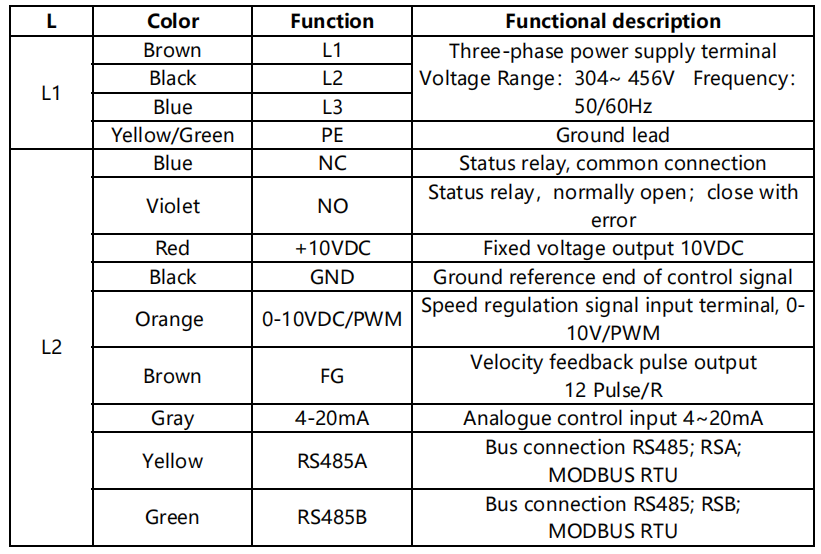 L Color Function Functional description
L1
Brown L1 Three-phase power supply terminal
Black L2 Voltage Range：304~ 456V Frequency：
Blue L3 50/60Hz
Yellow/Green PE Ground lead
L2
Blue NC Status relay, common connection
Violet NO Status relay，normally open；close with
error
Red +10VDC Fixed voltage output 10VDC
Black GND Ground reference end of control signal
Orange 0-10VDC/PWM Speed regulation signal input terminal, 0-
10V/PWM
Brown FG Velocity feedback pulse output
12 Pulse/R
Gray 4-20mA Analogue control input 4~20mA
Yellow RS485A Bus connection RS485; RSA;
MODBUS RTU
Green RS485B Bus connection RS485; RSB;
MODBUS RTU